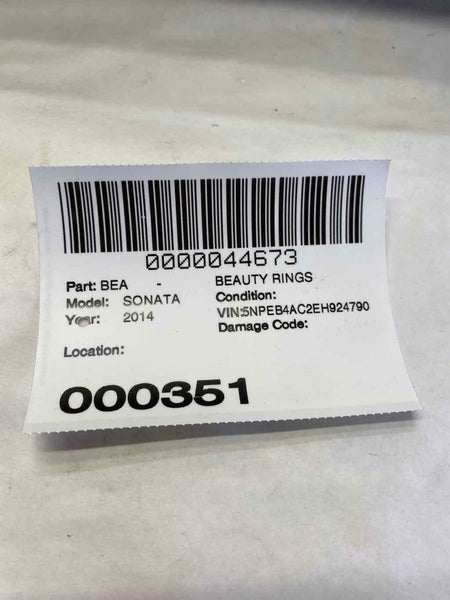 0000044673
Part: BEA - BEAUTY RINGS
Model: SONATA Condition:
Year: 2014 VIN:5NPEB4AC2EH924790
Damage Code:
Location:
000351